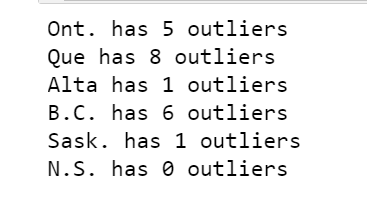 Ont. has 5 outliers
Que has 8 outliers
Alta has 1 outliers
B.C. has 6 outliers
Sask. has 1 outliers
N.S. has 0 outliers